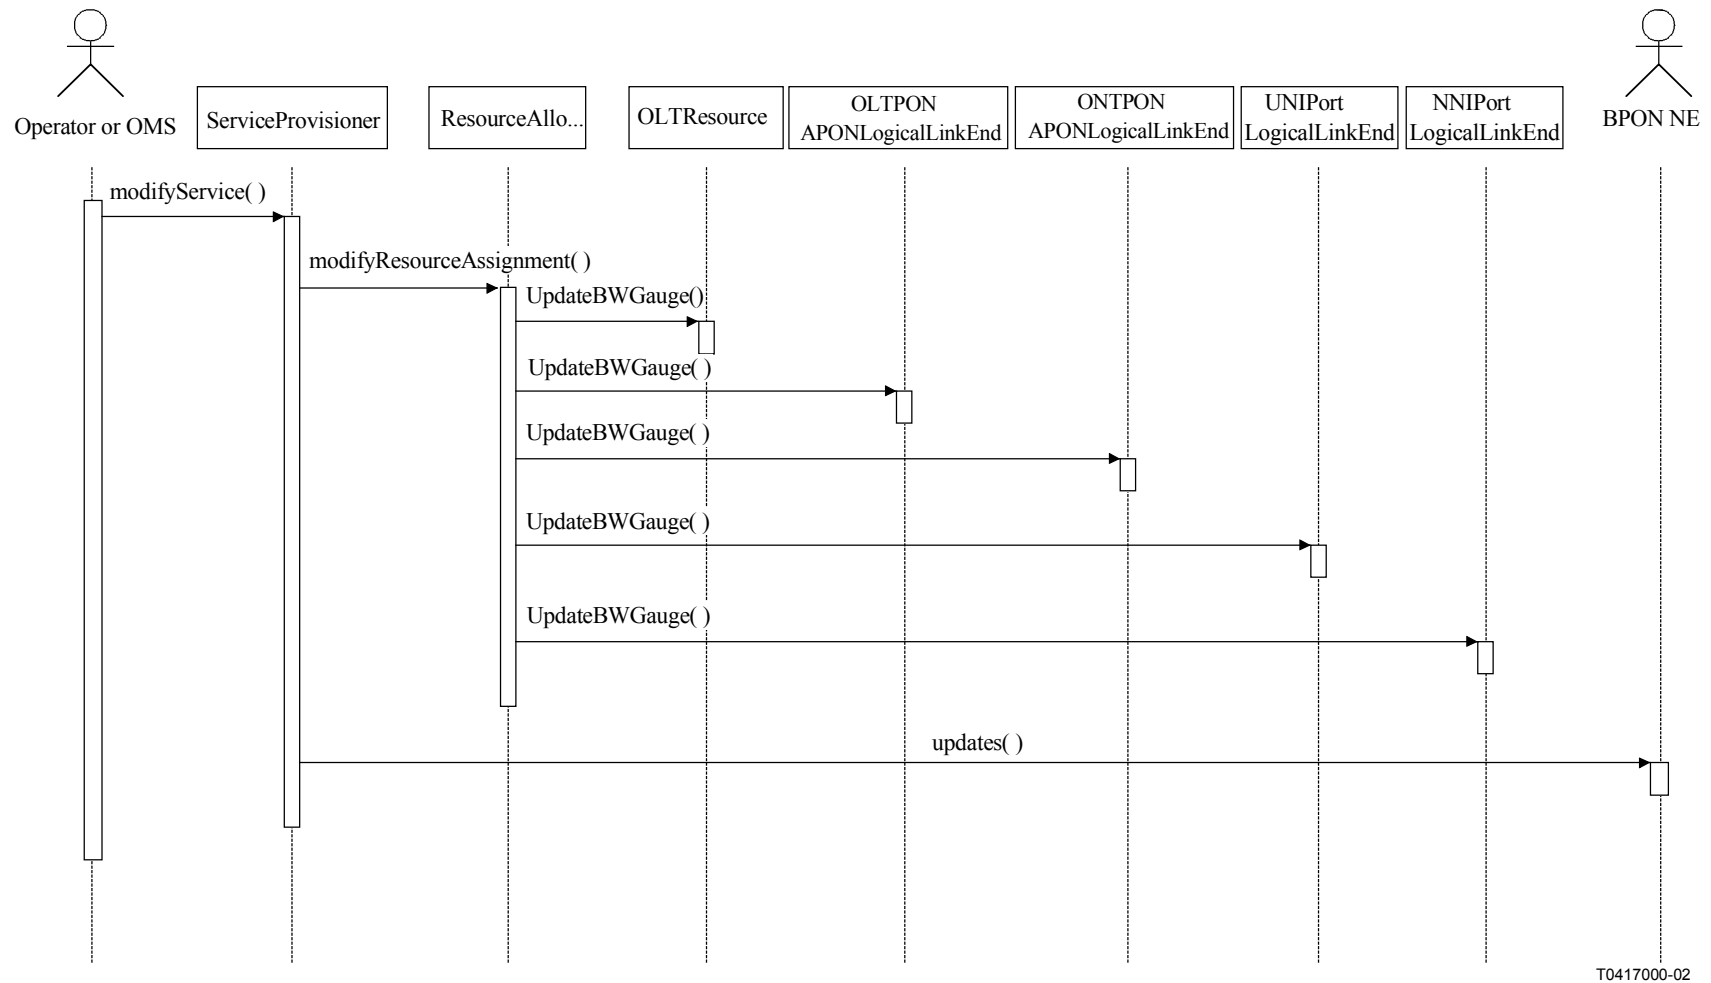 Operator or OMS
ServiceProvisioner
ResourceAllo...
OLTResource
OLTPON
APONLogicalLinkEnd
ONTPON
APONLogicalLinkEnd
UNIPort
LogicalLinkEnd
NNIPort
LogicalLinkEnd
BPON NE
modifyService( )
modifyResourceAssignment( )
UpdateBWGauge()
UpdateBWGauge( )
UpdateBWGauge( )
UpdateBWGauge( )
UpdateBWGauge( )
updates( )
T0417000-02